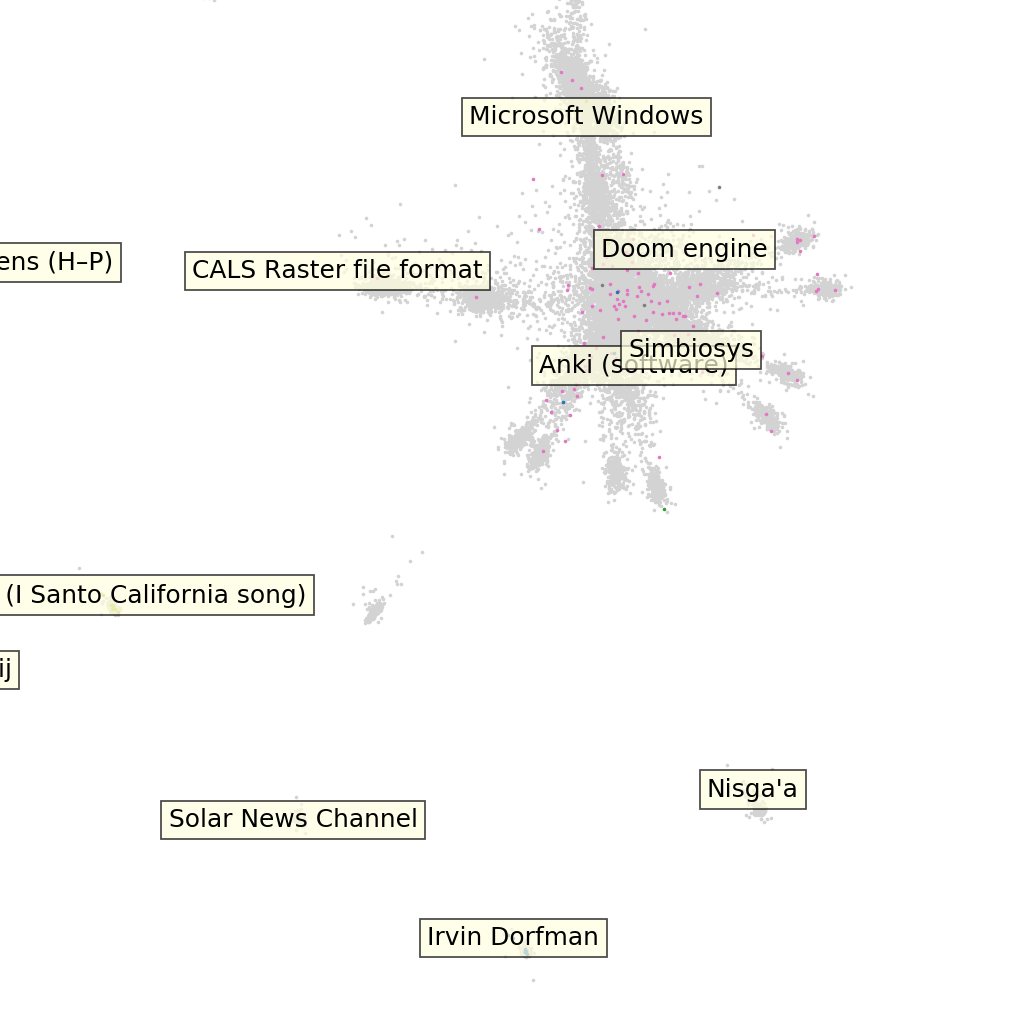 Microsoft Windows
Doom engine
ens (H–P)
CALS Raster file format
Simbiosys
Anki (software)
(I Santo California song)
ij
Nisga'a
Solar News Channel
Irvin Dorfman